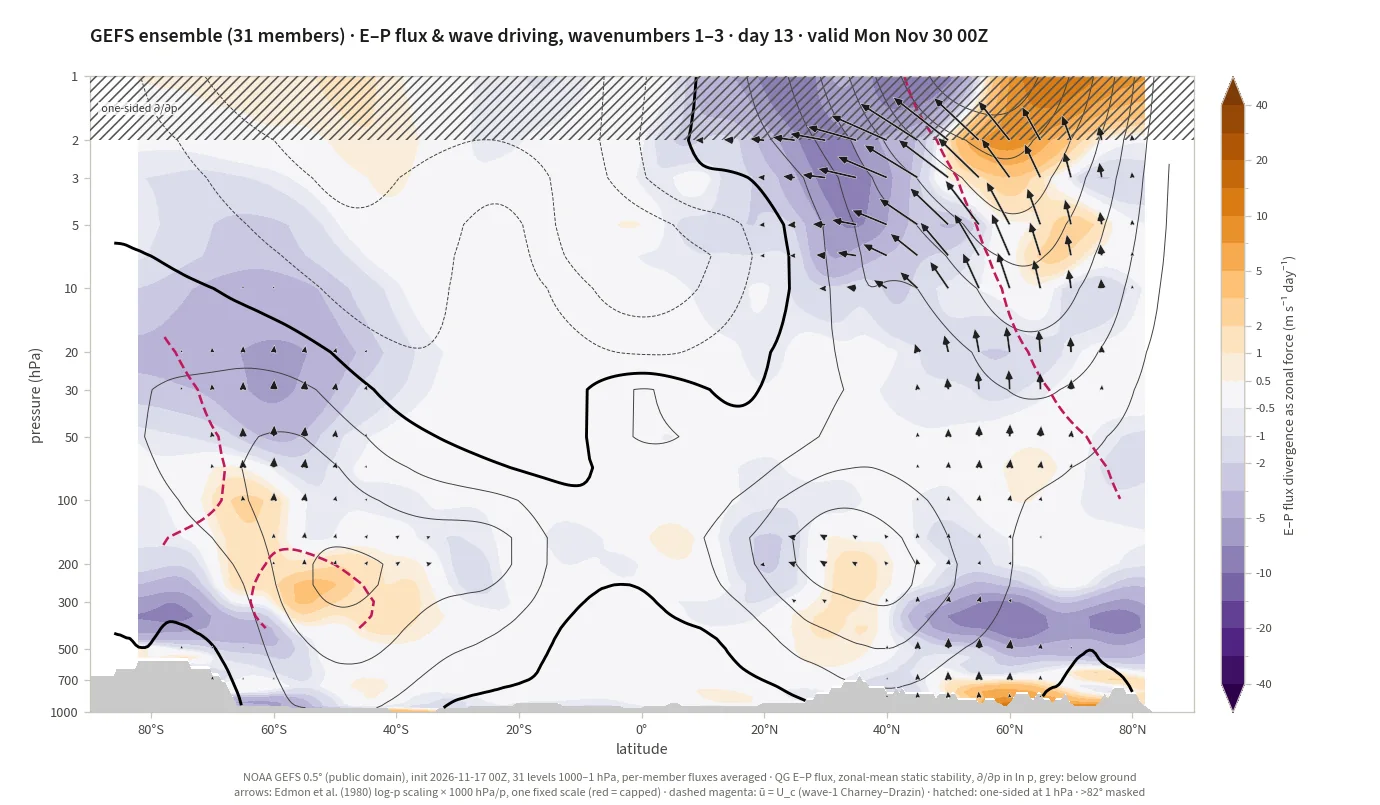 GEFS ensemble (31 members) · E–P flux & wave driving, wavenumbers 1–3 · day 13 · valid Mon Nov 30 00Z
one-sided ∂/∂p
pressure (hPa)
1
2
3
5
10
20
30
50
100
200
300
500
700
1000
80°S
60°S
40°S
20°S
0°
20°N
40°N
60°N
80°N
latitude
40
20
10
5
2
1
0.5
-0.5
-1
-2
-5
-10
-20
-40
E–P flux divergence as zonal force (m s⁻¹ day⁻¹)
NOAA GEFS 0.5° (public domain), init 2026-11-17 00Z, 31 levels 1000–1 hPa, per-member fluxes averaged · QG E–P flux, zonal-mean static stability, ∂/∂p in ln p, grey: below ground
arrows: Edmon et al. (1980) log-p scaling × 1000 hPa/p, one fixed scale (red = capped) · dashed magenta: ū = U_c (wave-1 Charney–Drazin) · hatched: one-sided at 1 hPa · >82° masked